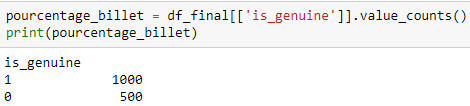 pourcentage_billet = df_final[['is_genuine']].value_counts()
print(pourcentage_billet)
is_genuine
1 1000
0 500